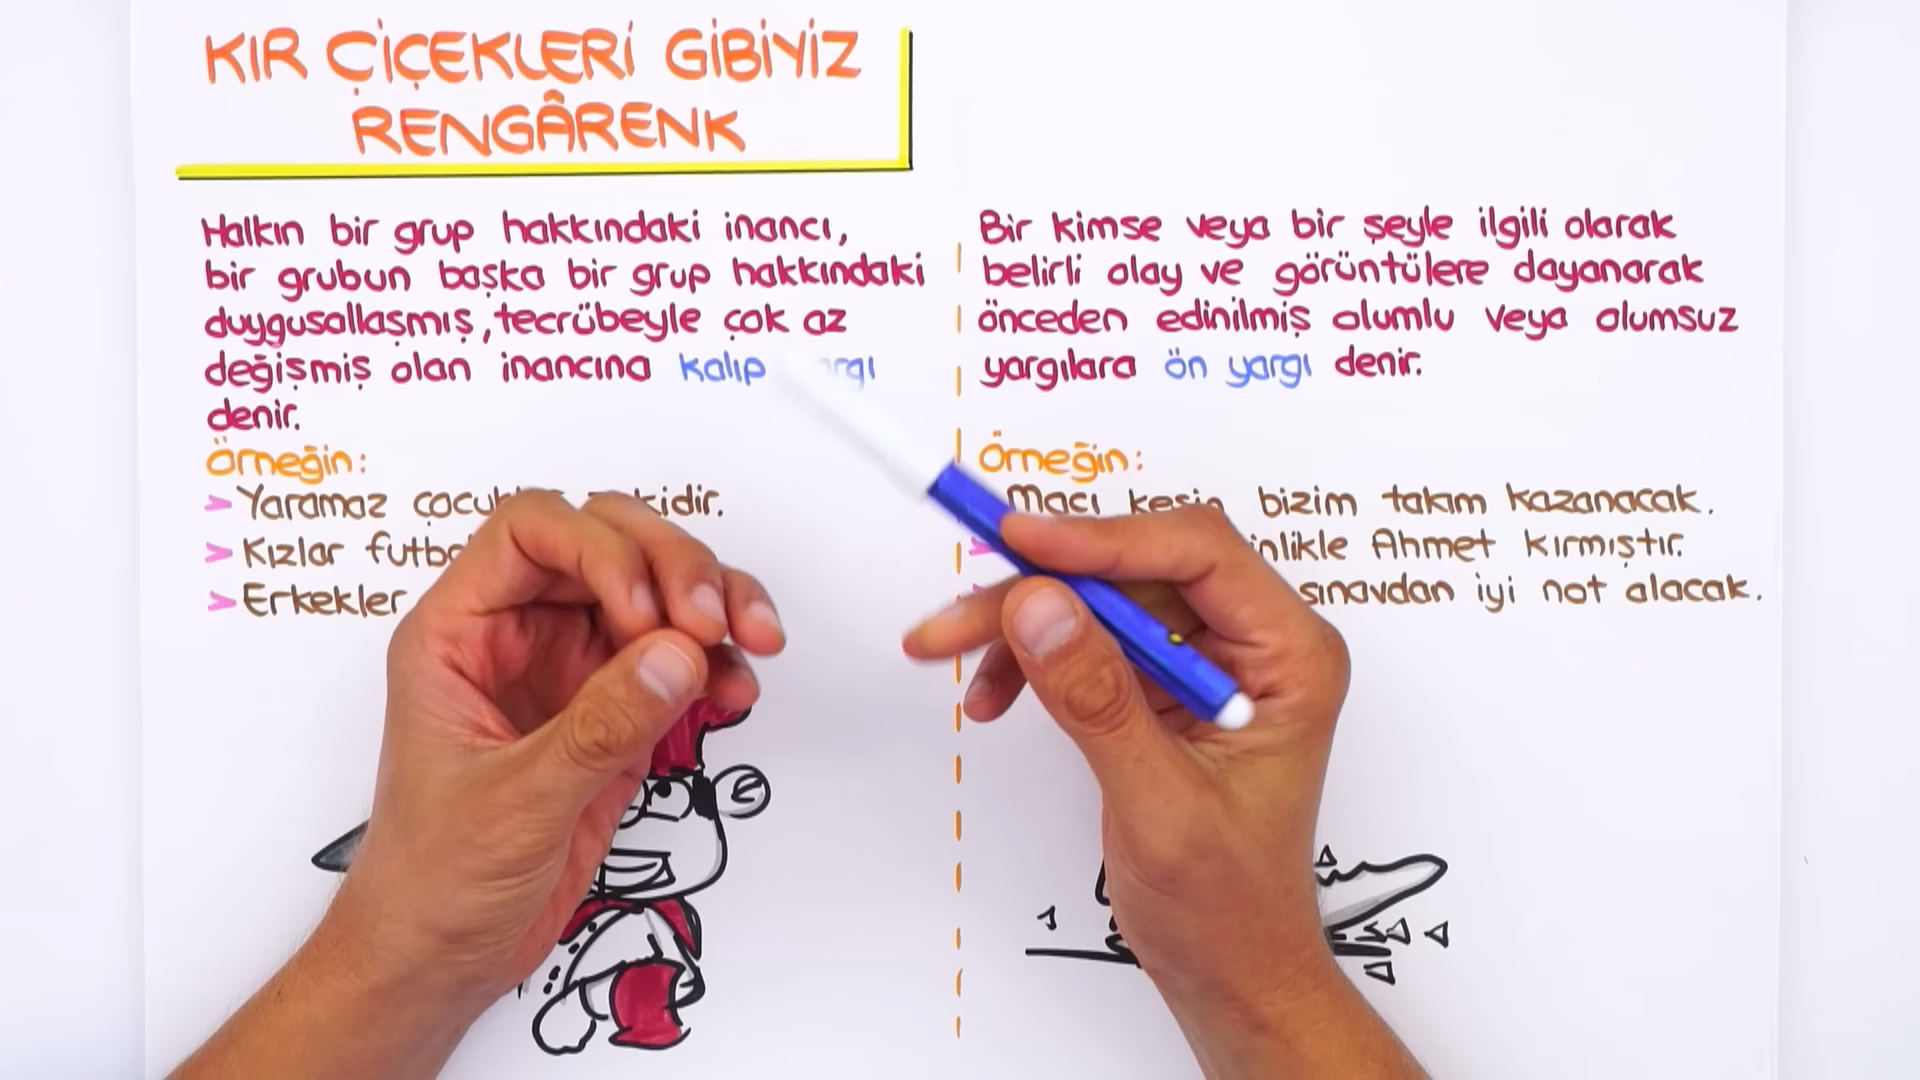 KIR ÇİÇEKLERİ GİBİYİZ
RENGÂRENK
Halkın bir grup hakkındaki inancı,
bir grubun başka bir grup hakkındaki
duygusallaşmış, tecrübeyle çok az
değişmiş olan inancına kalıp
denir.
Örneğin:
Yaramaz
Kızlar
Erkekler
Bir kimse veya bir şeyle ilgili olarak
belirli olay ve görüntülere dayanarak
önceden edinilmiş olumlu veya olumsuz
yargılara ön yargı denir.
Örneğin:
Maçı kesin bizim takım kazanacak.
Ahmet kırmıştır.
sınavdan iyi not alacak.